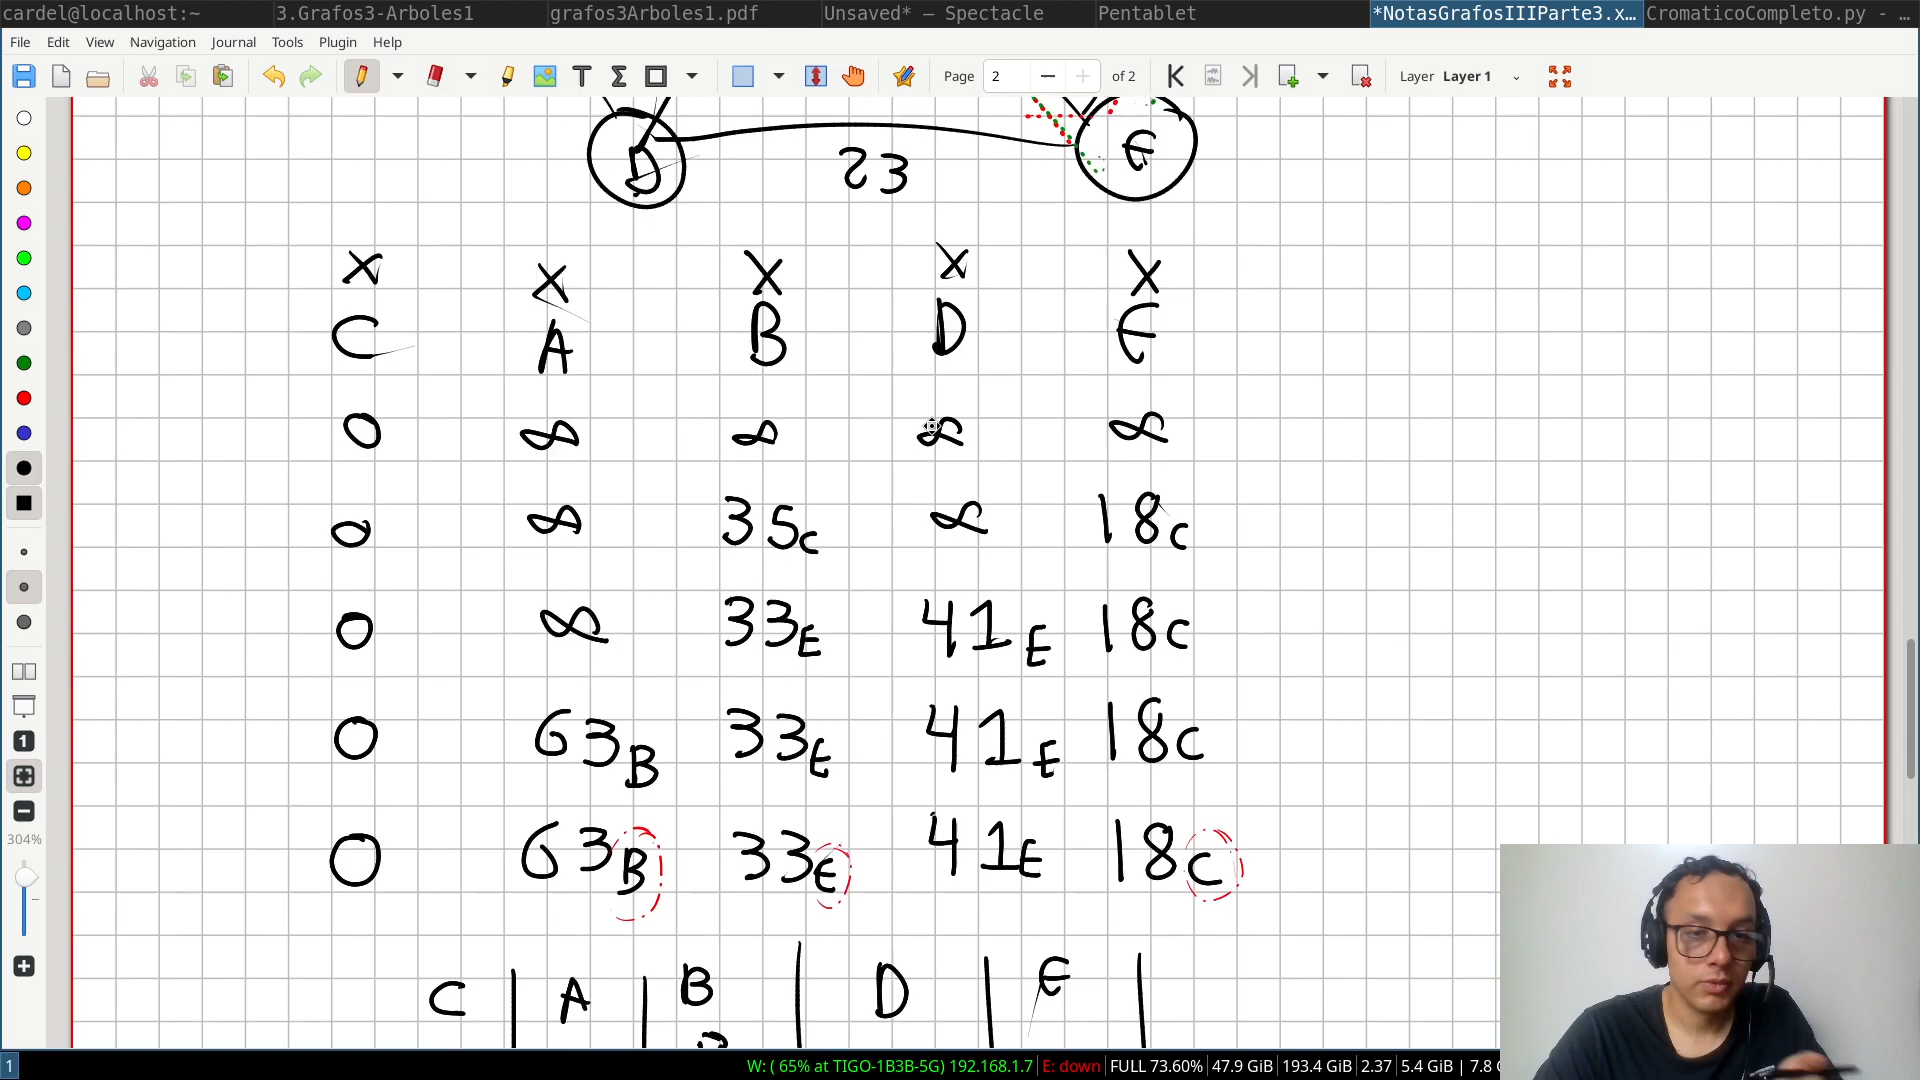 cardel@localhost:~ 3.Grafos3-Arboles1 grafos3Arboles1.pdf Unsaved* — Spectacle Pentablet *NotasGrafosIIIParte3.x... CromaticoCompleto.py - ...
File Edit View Navigation Journal Tools Plugin Help
Page 2 of 2 Layer Layer 1
D 23 E
X X X X X
C A B D E
0 ∞ ∞ ∞ ∞
0 ∞ 35C ∞ 18C
0 ∞ 33E 41E 18C
0 63B 33E 41E 18C
0 63B 33E 41E 18C
C A B D E
1
304%
1 W: ( 65% at TIGO-1B3B-5G) 192.168.1.7 E: down FULL 73.60% 47.9 GiB 193.4 GiB 2.37 5.4 GiB | 7.8 G